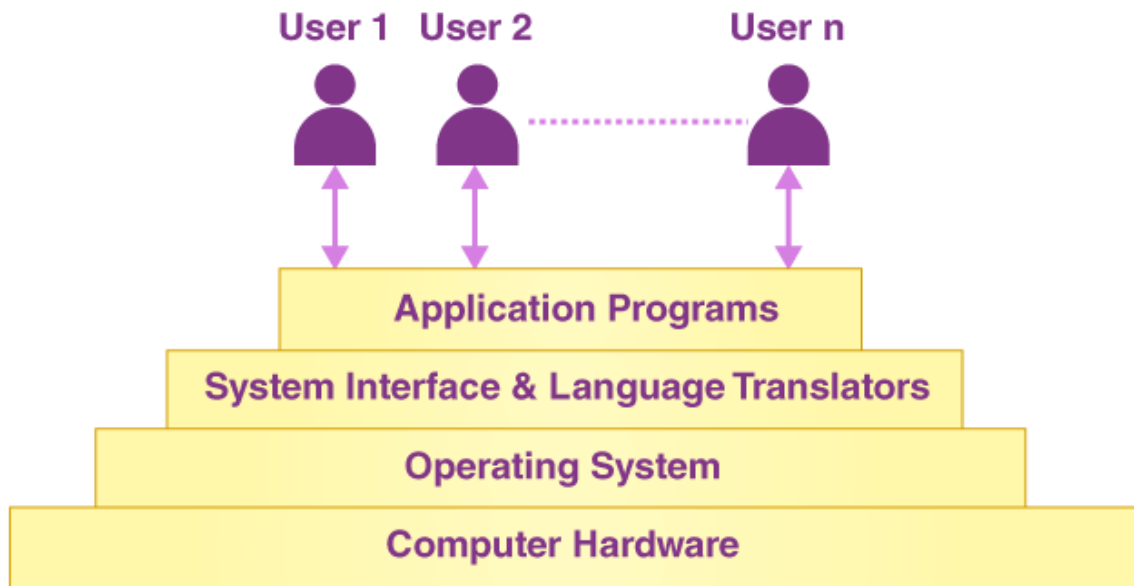 User 1 User 2 User n
Application Programs
System Interface & Language Translators
Operating System
Computer Hardware